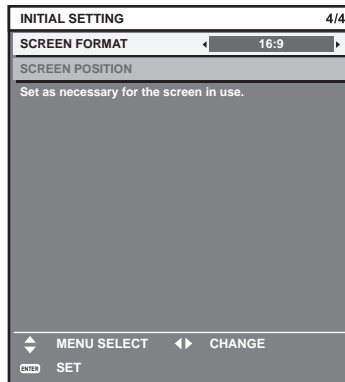 INITIAL SETTING 4/4
SCREEN FORMAT 16:9
SCREEN POSITION
Set as necessary for the screen in use.
MENU SELECT CHANGE
ENTER SET